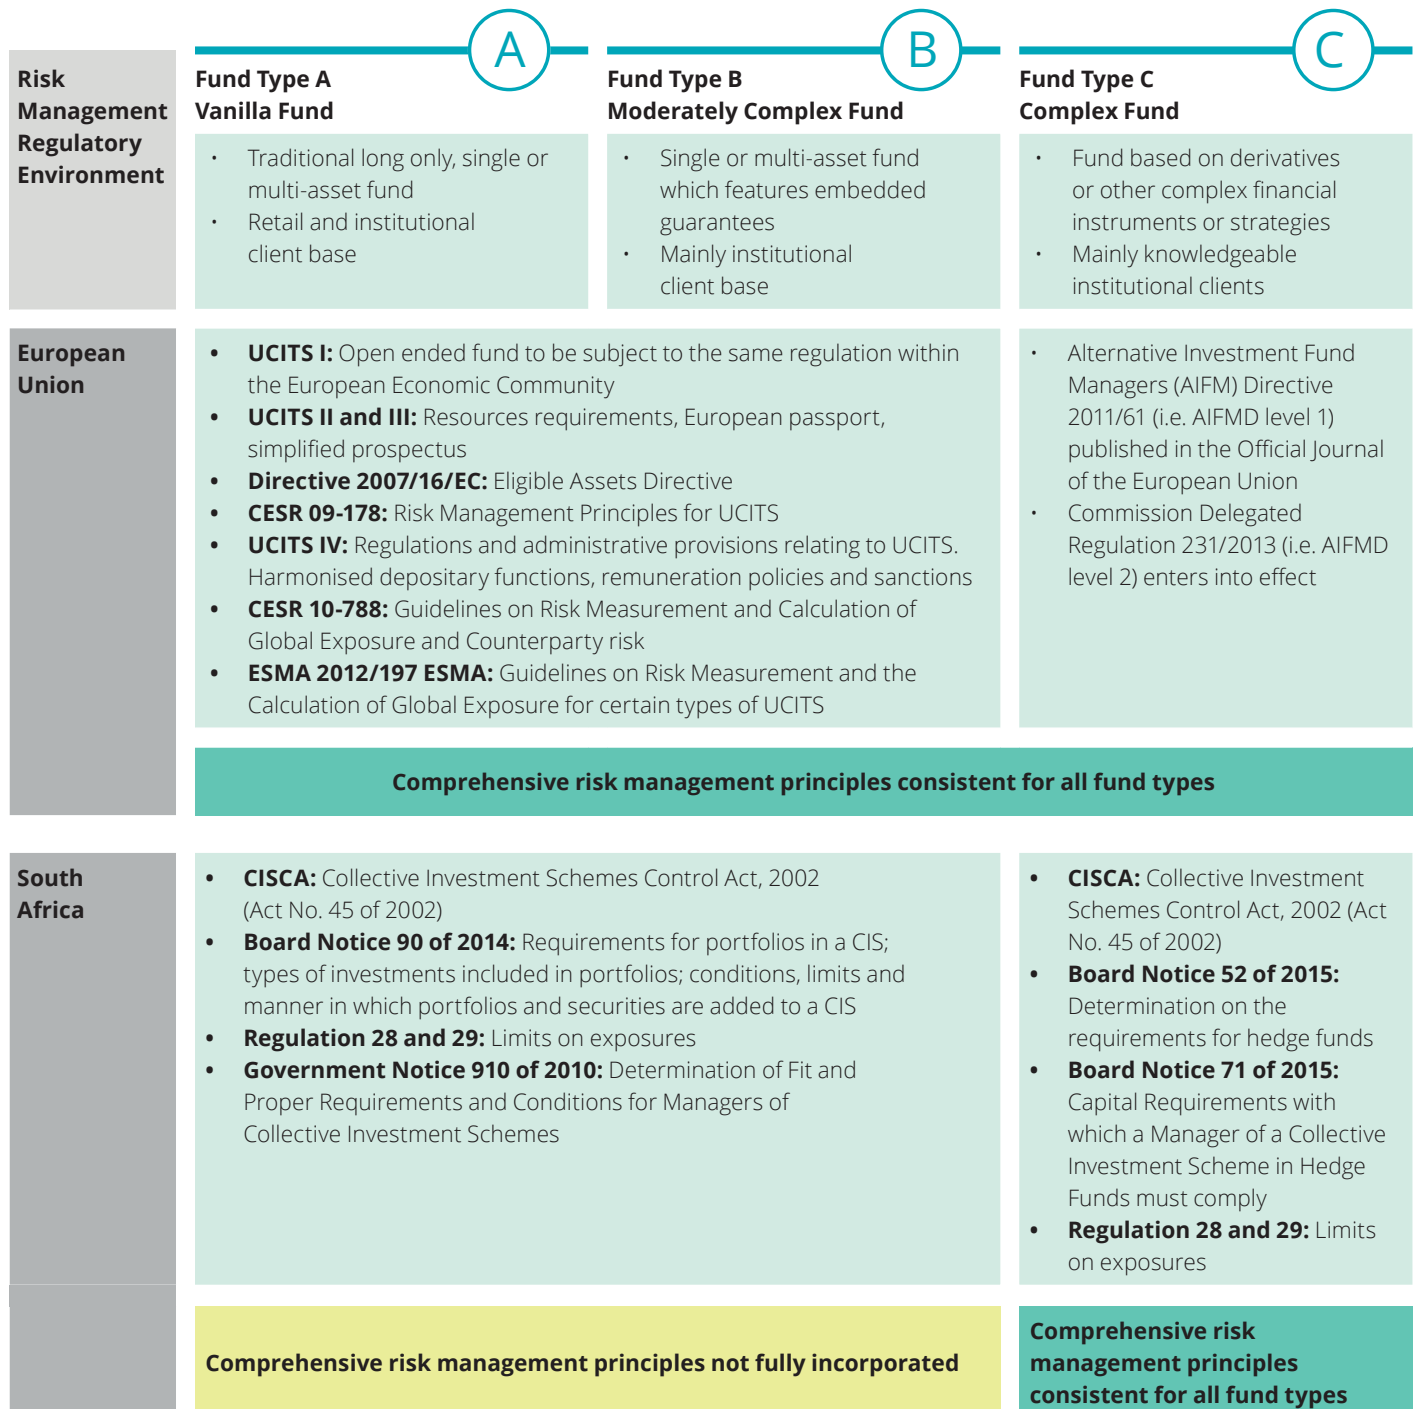 A
B
C
Risk
Management
Regulatory
Environment
Fund Type A
Vanilla Fund
Fund Type B
Moderately Complex Fund
Fund Type C
Complex Fund
• Traditional long only, single or
multi-asset fund
• Retail and institutional
client base
• Single or multi-asset fund
which features embedded
guarantees
• Mainly institutional
client base
• Fund based on derivatives
or other complex financial
instruments or strategies
• Mainly knowledgeable
institutional clients
European
Union
• UCITS I: Open ended fund to be subject to the same regulation within
the European Economic Community
• UCITS II and III: Resources requirements, European passport,
simplified prospectus
• Directive 2007/16/EC: Eligible Assets Directive
• CESR 09-178: Risk Management Principles for UCITS
• UCITS IV: Regulations and administrative provisions relating to UCITS.
Harmonised depositary functions, remuneration policies and sanctions
• CESR 10-788: Guidelines on Risk Measurement and Calculation of
Global Exposure and Counterparty risk
• ESMA 2012/197 ESMA: Guidelines on Risk Measurement and the
Calculation of Global Exposure for certain types of UCITS
• Alternative Investment Fund
Managers (AIFM) Directive
2011/61 (i.e. AIFMD level 1)
published in the Official Journal
of the European Union
• Commission Delegated
Regulation 231/2013 (i.e. AIFMD
level 2) enters into effect
Comprehensive risk management principles consistent for all fund types
South
Africa
• CISCA: Collective Investment Schemes Control Act, 2002
(Act No. 45 of 2002)
• Board Notice 90 of 2014: Requirements for portfolios in a CIS;
types of investments included in portfolios; conditions, limits and
manner in which portfolios and securities are added to a CIS
• Regulation 28 and 29: Limits on exposures
• Government Notice 910 of 2010: Determination of Fit and
Proper Requirements and Conditions for Managers of
Collective Investment Schemes
• CISCA: Collective Investment
Schemes Control Act, 2002 (Act
No. 45 of 2002)
• Board Notice 52 of 2015:
Determination on the
requirements for hedge funds
• Board Notice 71 of 2015:
Capital Requirements with
which a Manager of a Collective
Investment Scheme in Hedge
Funds must comply
• Regulation 28 and 29: Limits
on exposures
Comprehensive risk management principles not fully incorporated
Comprehensive risk
management principles
consistent for all fund types